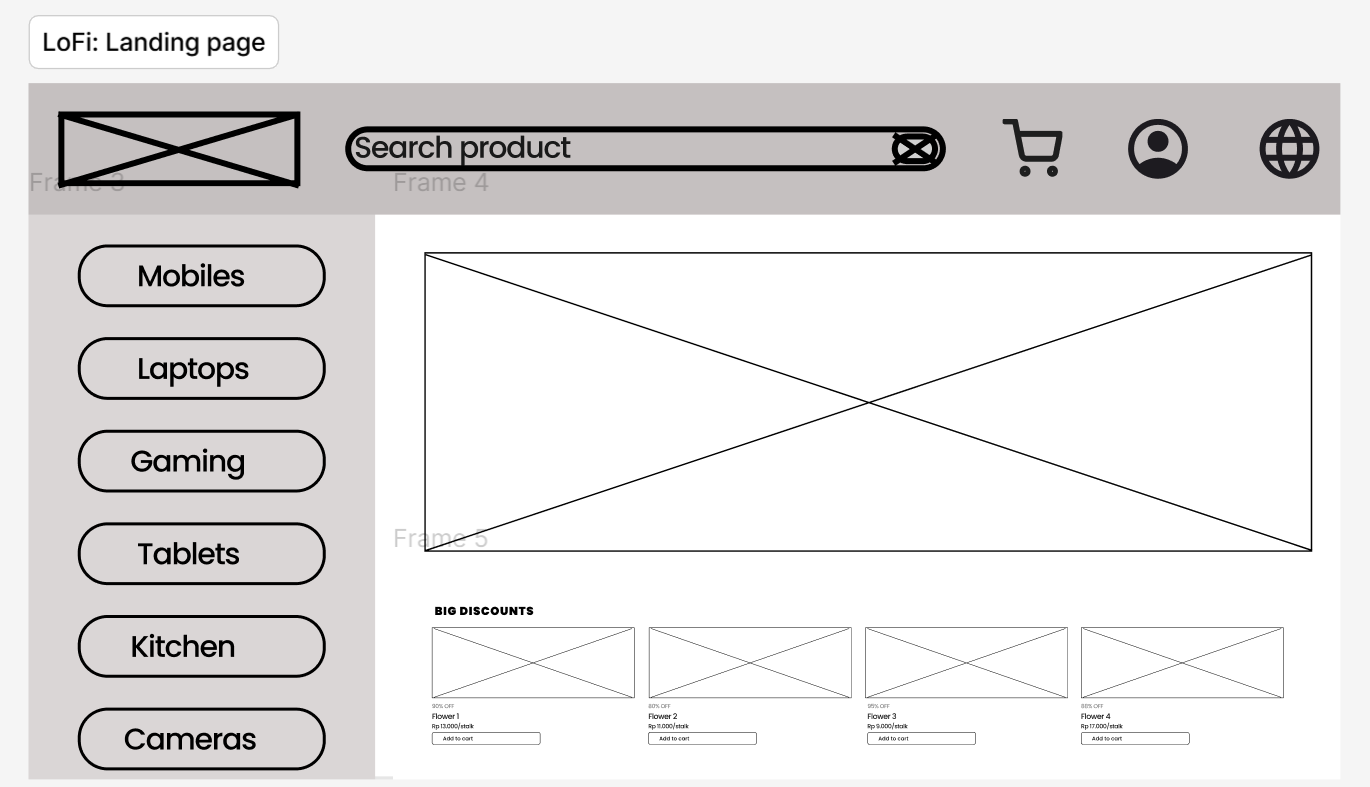 LoFi: Landing page
Search product
Frame 3
Frame 4
Mobiles
Laptops
Gaming
Tablets
Kitchen
Cameras
Frame 5
BIG DISCOUNTS
90% OFF
Flower 1
Rp 13.000/stalk
Add to cart
80% OFF
Flower 2
Rp 11.000/stalk
Add to cart
95% OFF
Flower 3
Rp 9.000/stalk
Add to cart
88% OFF
Flower 4
Rp 17.000/stalk
Add to cart